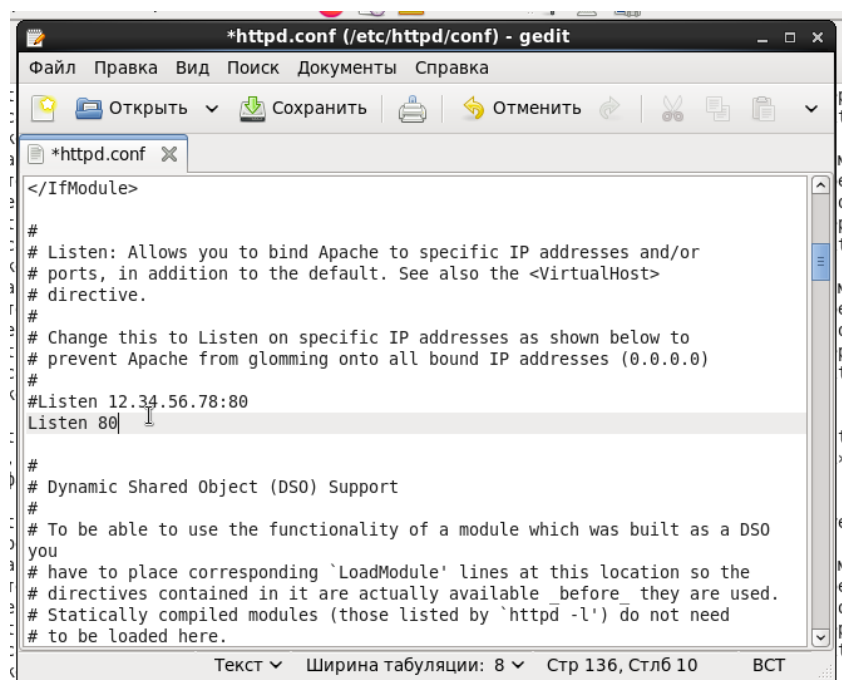 *httpd.conf (/etc/httpd/conf) - gedit
Файл Правка Вид Поиск Документы Справка
Открыть Сохранить Отменить
*httpd.conf
</IfModule>
#
# Listen: Allows you to bind Apache to specific IP addresses and/or
# ports, in addition to the default. See also the <VirtualHost>
# directive.
#
# Change this to Listen on specific IP addresses as shown below to
# prevent Apache from glomming onto all bound IP addresses (0.0.0.0)
#
#Listen 12.34.56.78:80
Listen 80
#
# Dynamic Shared Object (DSO) Support
#
# To be able to use the functionality of a module which was built as a DSO
you
# have to place corresponding `LoadModule' lines at this location so the
# directives contained in it are actually available _before_ they are used.
# Statically compiled modules (those listed by `httpd -l') do not need
# to be loaded here.
Текст Ширина табуляции: 8 Стр 136, Стлб 10 ВСТ